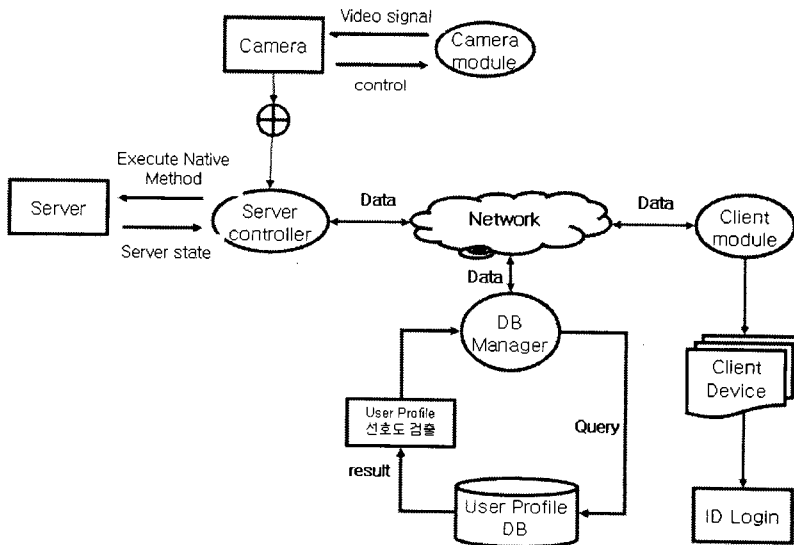 Video signal
Camera
Camera
module
control
Execute Native
Method
Server
Server
controller
Server state
Data
Network
Data
Client
module
Data
DB
Manager
Client
Device
User Profile
선호도 검출
Query
result
User Profile
DB
ID Login